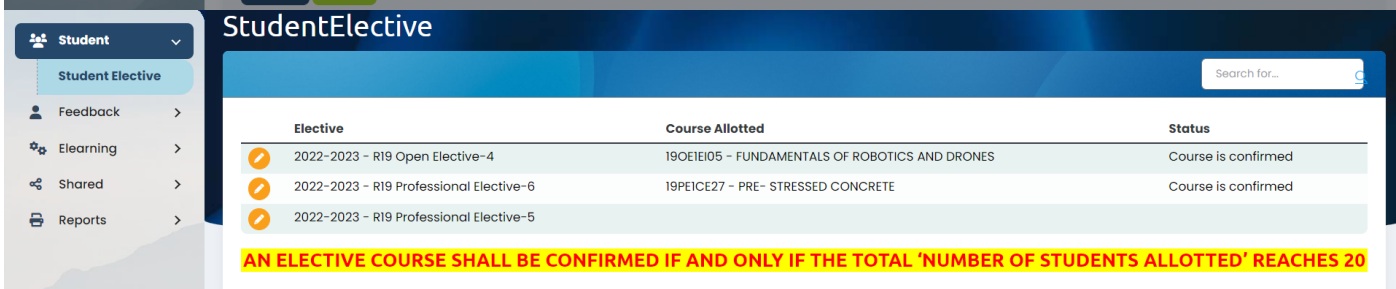 StudentElective
Student
Student Elective
Feedback
Elearning
Shared
Reports
Search for...
Elective Course Allotted Status
2022-2023 - R19 Open Elective-4 19OE1EI05 - FUNDAMENTALS OF ROBOTICS AND DRONES Course is confirmed
2022-2023 - R19 Professional Elective-6 19PE1CE27 - PRE- STRESSED CONCRETE Course is confirmed
2022-2023 - R19 Professional Elective-5
AN ELECTIVE COURSE SHALL BE CONFIRMED IF AND ONLY IF THE TOTAL ‘NUMBER OF STUDENTS ALLOTTED’ REACHES 20